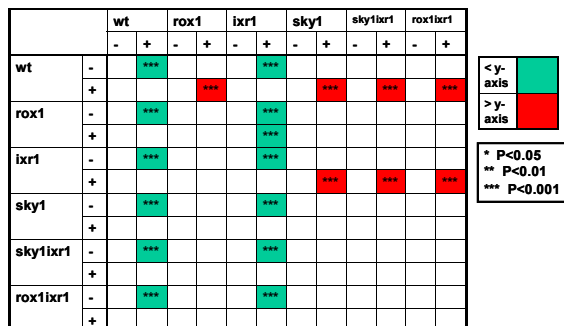 wt rox1 ixr1 sky1 sky1ixr1 rox1ixr1
- + - + - + - + - + - +
wt - *** ***
+ *** *** *** ***
rox1 - *** ***
+ ***
ixr1 - *** ***
+ *** *** ***
sky1 - *** ***
+
sky1ixr1 - *** ***
+
rox1ixr1 - *** ***
+
< y-
axis
> y-
axis
* P<0.05
** P<0.01
*** P<0.001